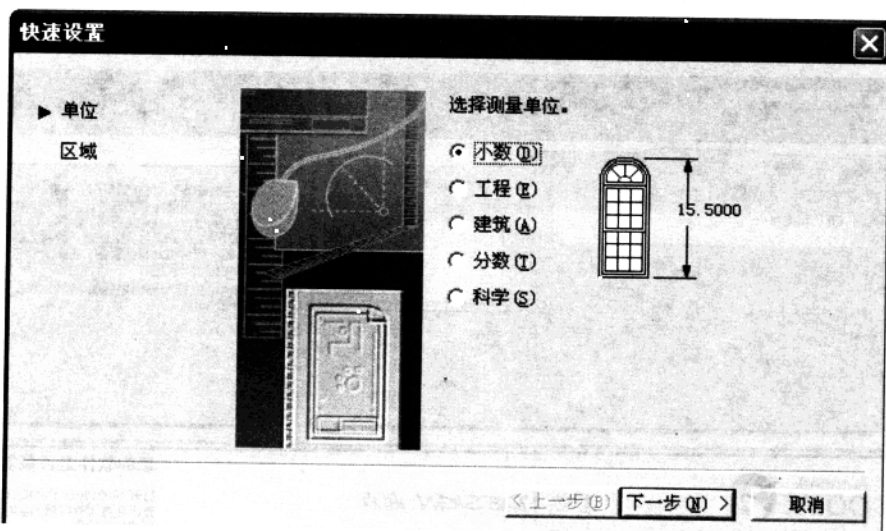 快速设置
单位
区域
选择测量单位。
小数(D)
工程(E)
建筑(A)
分数(T)
科学(S)
15.5000
<上一步(B)
下一步(N) >
取消